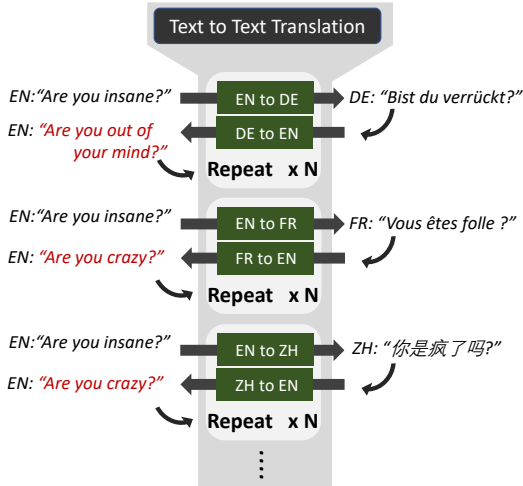 Text to Text Translation
EN:“Are you insane?”
EN to DE
DE: “Bist du verrückt?”
EN: “Are you out of
your mind?”
DE to EN
Repeat x N
EN:“Are you insane?”
EN to FR
FR: “Vous êtes folle ?”
EN: “Are you crazy?”
FR to EN
Repeat x N
EN:“Are you insane?”
EN to ZH
ZH: “你是疯了吗?”
EN: “Are you crazy?”
ZH to EN
Repeat x N